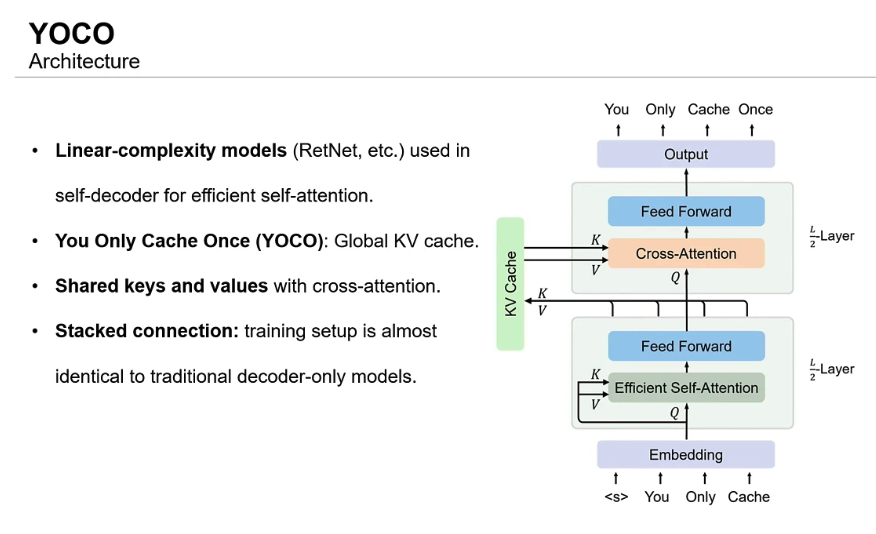 YOCO
Architecture
• Linear-complexity models (RetNet, etc.) used in
self-decoder for efficient self-attention.
• You Only Cache Once (YOCO): Global KV cache.
• Shared keys and values with cross-attention.
• Stacked connection: training setup is almost
identical to traditional decoder-only models.
You Only Cache Once
Output
Feed Forward
L/2-Layer
K
Cross-Attention
V
Q
KV Cache
K
V
Feed Forward
L/2-Layer
K
Efficient Self-Attention
V
Q
Embedding
<s> You Only Cache